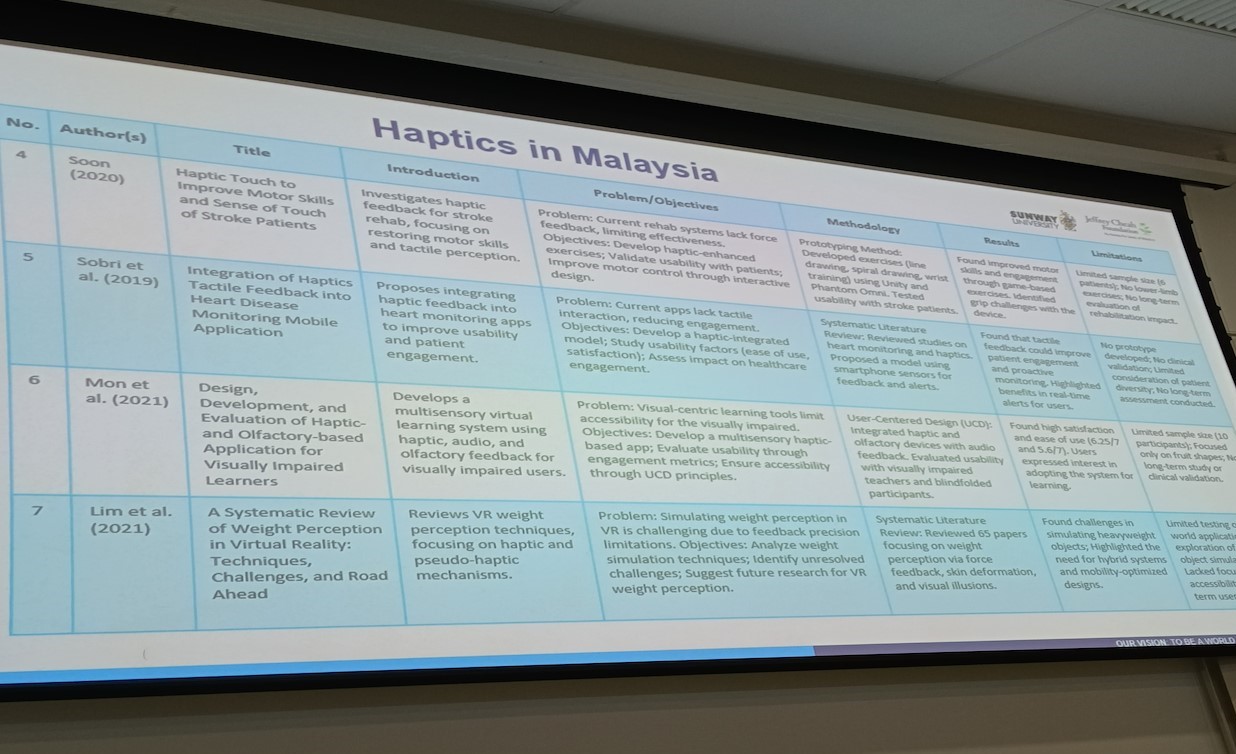 Haptics in Malaysia
SUNWAY
UNIVERSITY
Jeffrey Cheah
Foundation
No.
Author(s)
Title
Introduction
Problem/Objectives
Methodology
Results
Limitations
4
Soon
(2020)
Haptic Touch to
Improve Motor Skills
and Sense of Touch
of Stroke Patients
Investigates haptic
feedback for stroke
rehab, focusing on
restoring motor skills
and tactile perception.
Problem: Current rehab systems lack force
feedback, limiting effectiveness.
Objectives: Develop haptic-enhanced
exercises; Validate usability with patients;
Improve motor control through interactive
design.
Prototyping Method:
Developed exercises (line
drawing, spiral drawing, wrist
training) using Unity and
Phantom Omni. Tested
usability with stroke patients.
Found improved motor
skills and engagement
through game-based
exercises. Identified
grip challenges with the
device.
Limited sample size (6
patients); No lower-limb
exercises; No long-term
evaluation of
rehabilitation impact.
5
Sobri et
al. (2019)
Integration of Haptics
Tactile Feedback into
Heart Disease
Monitoring Mobile
Application
Proposes integrating
haptic feedback into
heart monitoring apps
to improve usability
and patient
engagement.
Problem: Current apps lack tactile
interaction, reducing engagement.
Objectives: Develop a haptic-integrated
model; Study usability factors (ease of use,
satisfaction); Assess impact on healthcare
engagement.
Systematic Literature
Review: Reviewed studies on
heart monitoring and haptics.
Proposed a model using
smartphone sensors for
feedback and alerts.
Found that tactile
feedback could improve
patient engagement
and proactive
monitoring. Highlighted
benefits in real-time
alerts for users.
No prototype
developed; No clinical
validation; Limited
consideration of patient
diversity; No long-term
assessment conducted.
6
Mon et
al. (2021)
Design,
Development, and
Evaluation of Haptic-
and Olfactory-based
Application for
Visually Impaired
Learners
Develops a
multisensory virtual
learning system using
haptic, audio, and
olfactory feedback for
visually impaired users.
Problem: Visual-centric learning tools limit
accessibility for the visually impaired.
Objectives: Develop a multisensory haptic-
based app; Evaluate usability through
engagement metrics; Ensure accessibility
through UCD principles.
User-Centered Design (UCD):
Integrated haptic and
olfactory devices with audio
feedback. Evaluated usability
with visually impaired
teachers and blindfolded
participants.
Found high satisfaction
and ease of use (6.25/7
and 5.6/7). Users
expressed interest in
adopting the system for
learning.
Limited sample size (10
participants); Focused
only on fruit shapes; No
long-term study or
clinical validation.
7
Lim et al.
(2021)
A Systematic Review
of Weight Perception
in Virtual Reality:
Techniques,
Challenges, and Road
Ahead
Reviews VR weight
perception techniques,
focusing on haptic and
pseudo-haptic
mechanisms.
Problem: Simulating weight perception in
VR is challenging due to feedback precision
limitations. Objectives: Analyze weight
simulation techniques; Identify unresolved
challenges; Suggest future research for VR
weight perception.
Systematic Literature
Review: Reviewed 65 papers
focusing on weight
perception via force
feedback, skin deformation,
and visual illusions.
Found challenges in
simulating heavyweight
objects; Highlighted the
need for hybrid systems
and mobility-optimized
designs.
Limited testing
world
exploration of
object
Lacked
term
OUR VISION: TO BE A WORLD